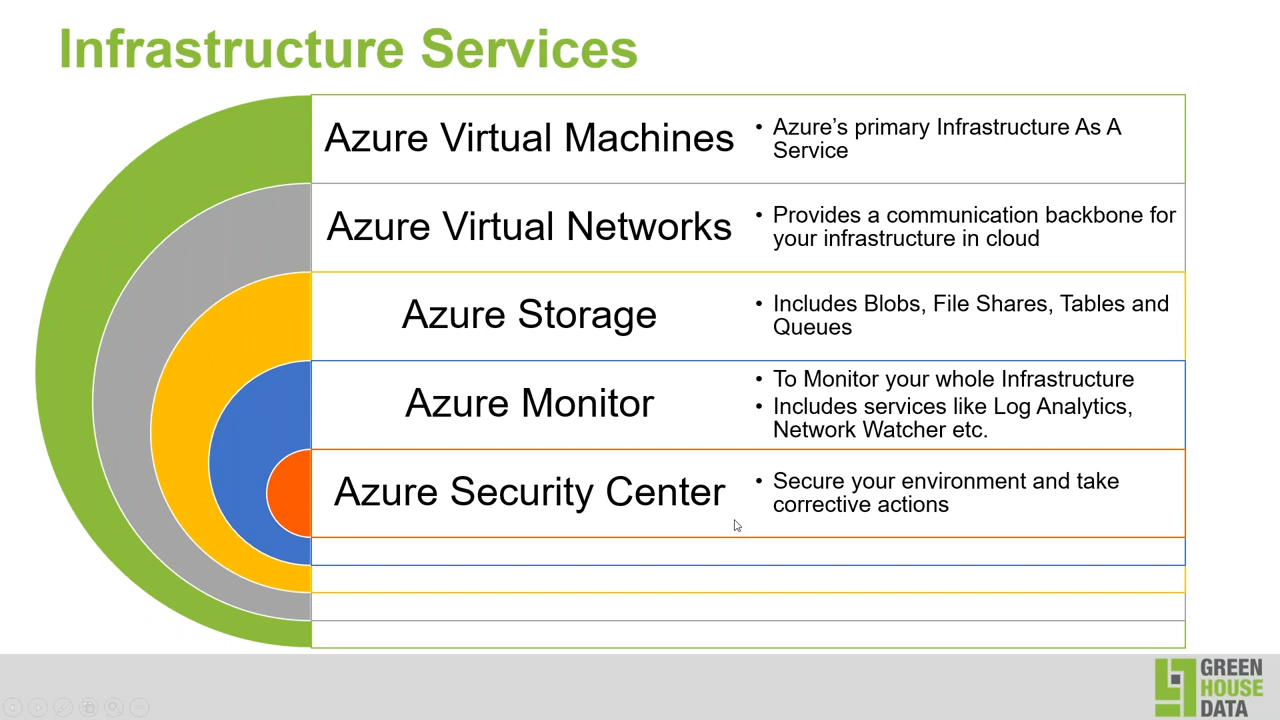 Infrastructure Services
Azure Virtual Machines
• Azure’s primary Infrastructure As A
Service
Azure Virtual Networks
• Provides a communication backbone for
your infrastructure in cloud
Azure Storage
• Includes Blobs, File Shares, Tables and
Queues
Azure Monitor
• To Monitor your whole Infrastructure
• Includes services like Log Analytics,
Network Watcher etc.
Azure Security Center
• Secure your environment and take
corrective actions
GREEN
HOUSE
DATA